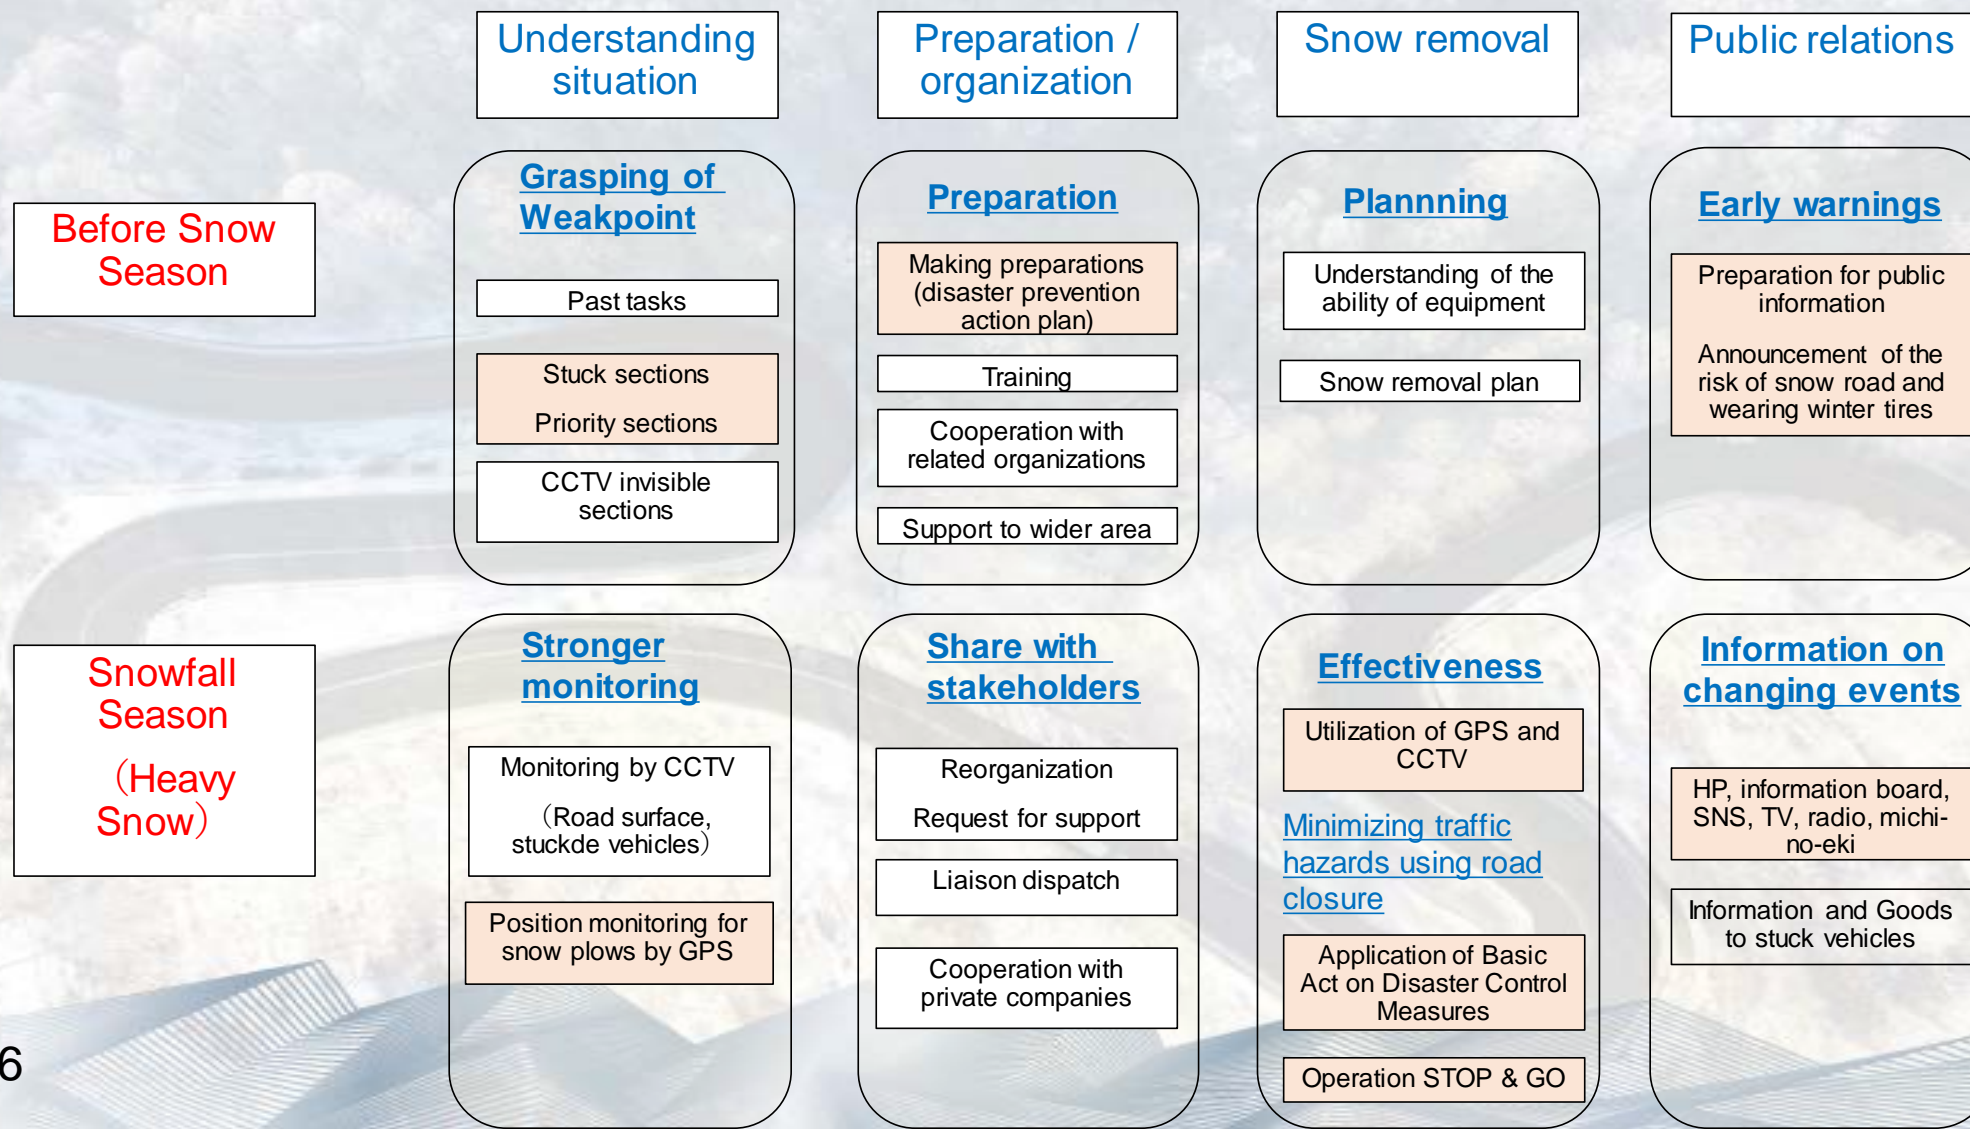 Understanding
situation
Preparation /
organization
Snow removal
Public relations
Before Snow
Season
Grasping of
Weakpoint
Past tasks
Stuck sections
Priority sections
CCTV invisible
sections
Preparation
Making preparations
(disaster prevention
action plan)
Training
Cooperation with
related organizations
Support to wider area
Plannning
Understanding of the
ability of equipment
Snow removal plan
Early warnings
Preparation for public
information
Announcement of the
risk of snow road and
wearing winter tires
Snowfall
Season
（Heavy
Snow）
Stronger
monitoring
Monitoring by CCTV
（Road surface,
stuckde vehicles）
Position monitoring for
snow plows by GPS
Share with
stakeholders
Reorganization
Request for support
Liaison dispatch
Cooperation with
private companies
Effectiveness
Utilization of GPS and
CCTV
Minimizing traffic
hazards using road
closure
Application of Basic
Act on Disaster Control
Measures
Operation STOP & GO
Information on
changing events
HP, information board,
SNS, TV, radio, michi-
no-eki
Information and Goods
to stuck vehicles
6